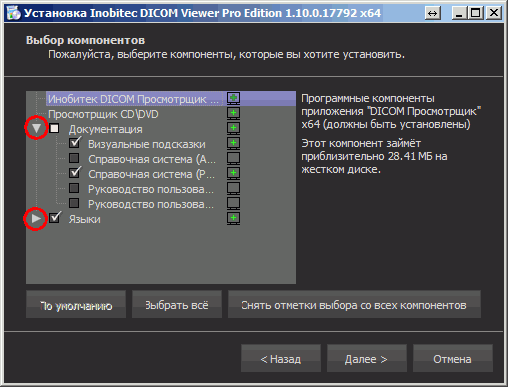 Установка Inobitec DICOM Viewer Pro Edition 1.10.0.17792 x64
Выбор компонентов
Пожалуйста, выберите компоненты, которые вы хотите установить.
Инобитек DICOM Просмотрщик ...
Просмотрщик CD\DVD
Документация
Визуальные подсказки
Справочная система (А...
Справочная система (Р...
Руководство пользова...
Руководство пользова...
Языки
Программные компоненты
приложения "DICOM Просмотрщик"
x64 (должны быть установлены)
Этот компонент займёт
приблизительно 28.41 МБ на
жестком диске.
По умолчанию
Выбрать всё
Снять отметки выбора со всех компонентов
< Назад
Далее >
Отмена